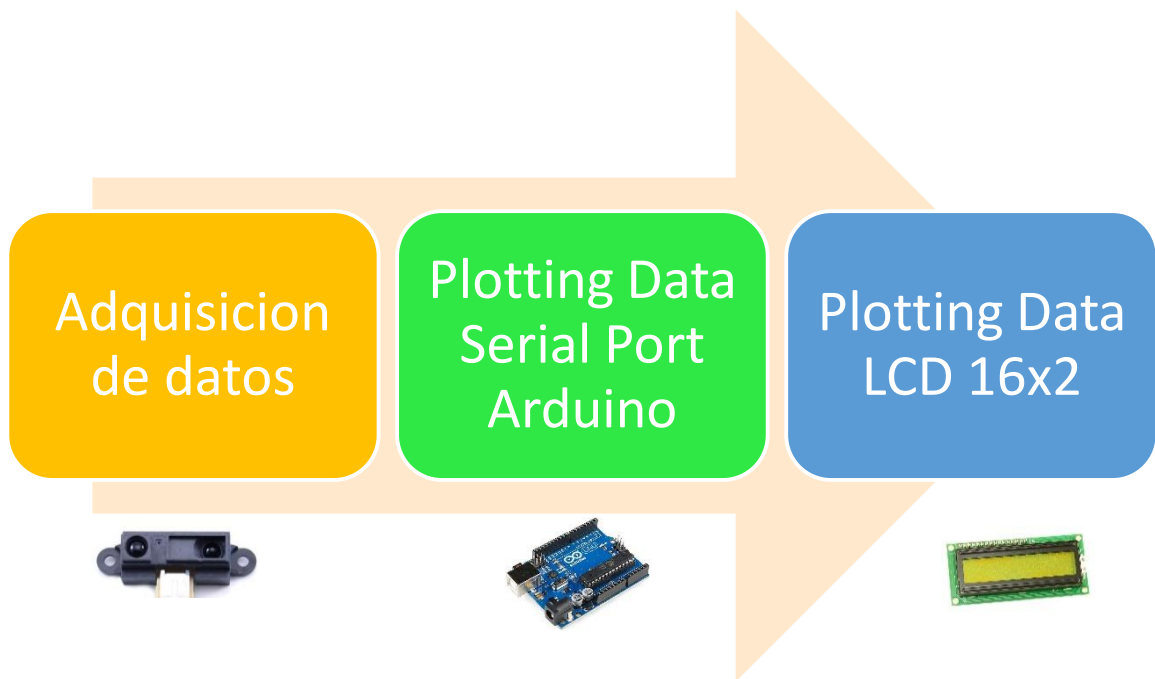 Adquisicion
de datos
Plotting Data
Serial Port
Arduino
Plotting Data
LCD 16x2